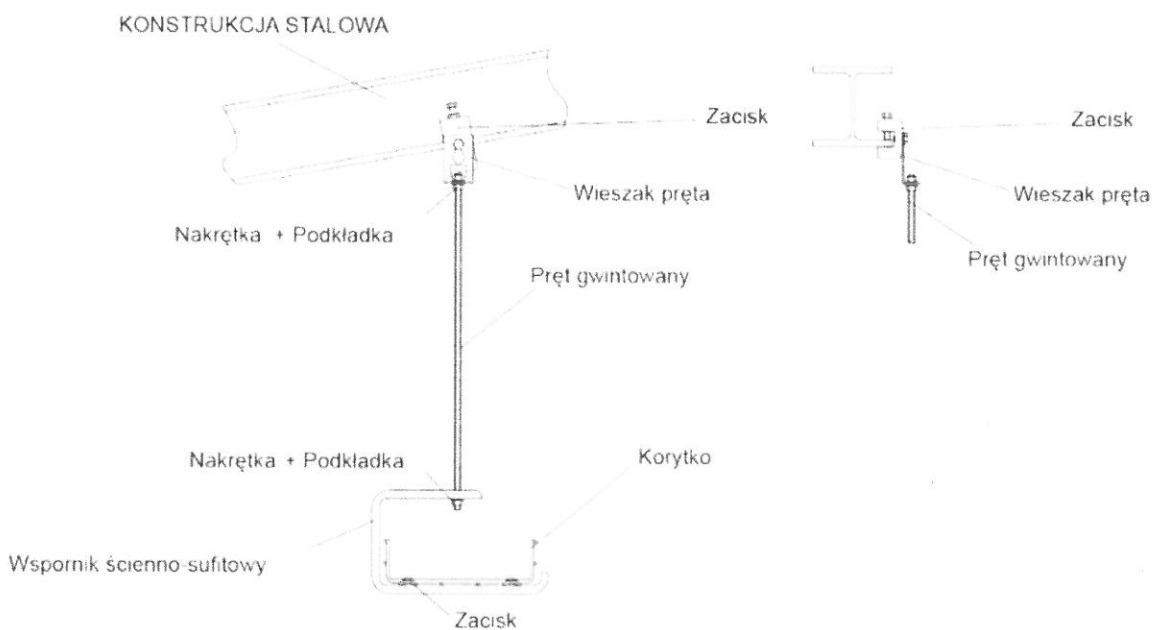 KONSTRUKCJA STALOWA
Zacisk
Zacisk
Wieszak pręta
Wieszak pręta
Nakrętka + Podkładka
Pręt gwintowany
Pręt gwintowany
Nakrętka + Podkładka
Korytko
Wspornik ścienno-sufitowy
Zacisk